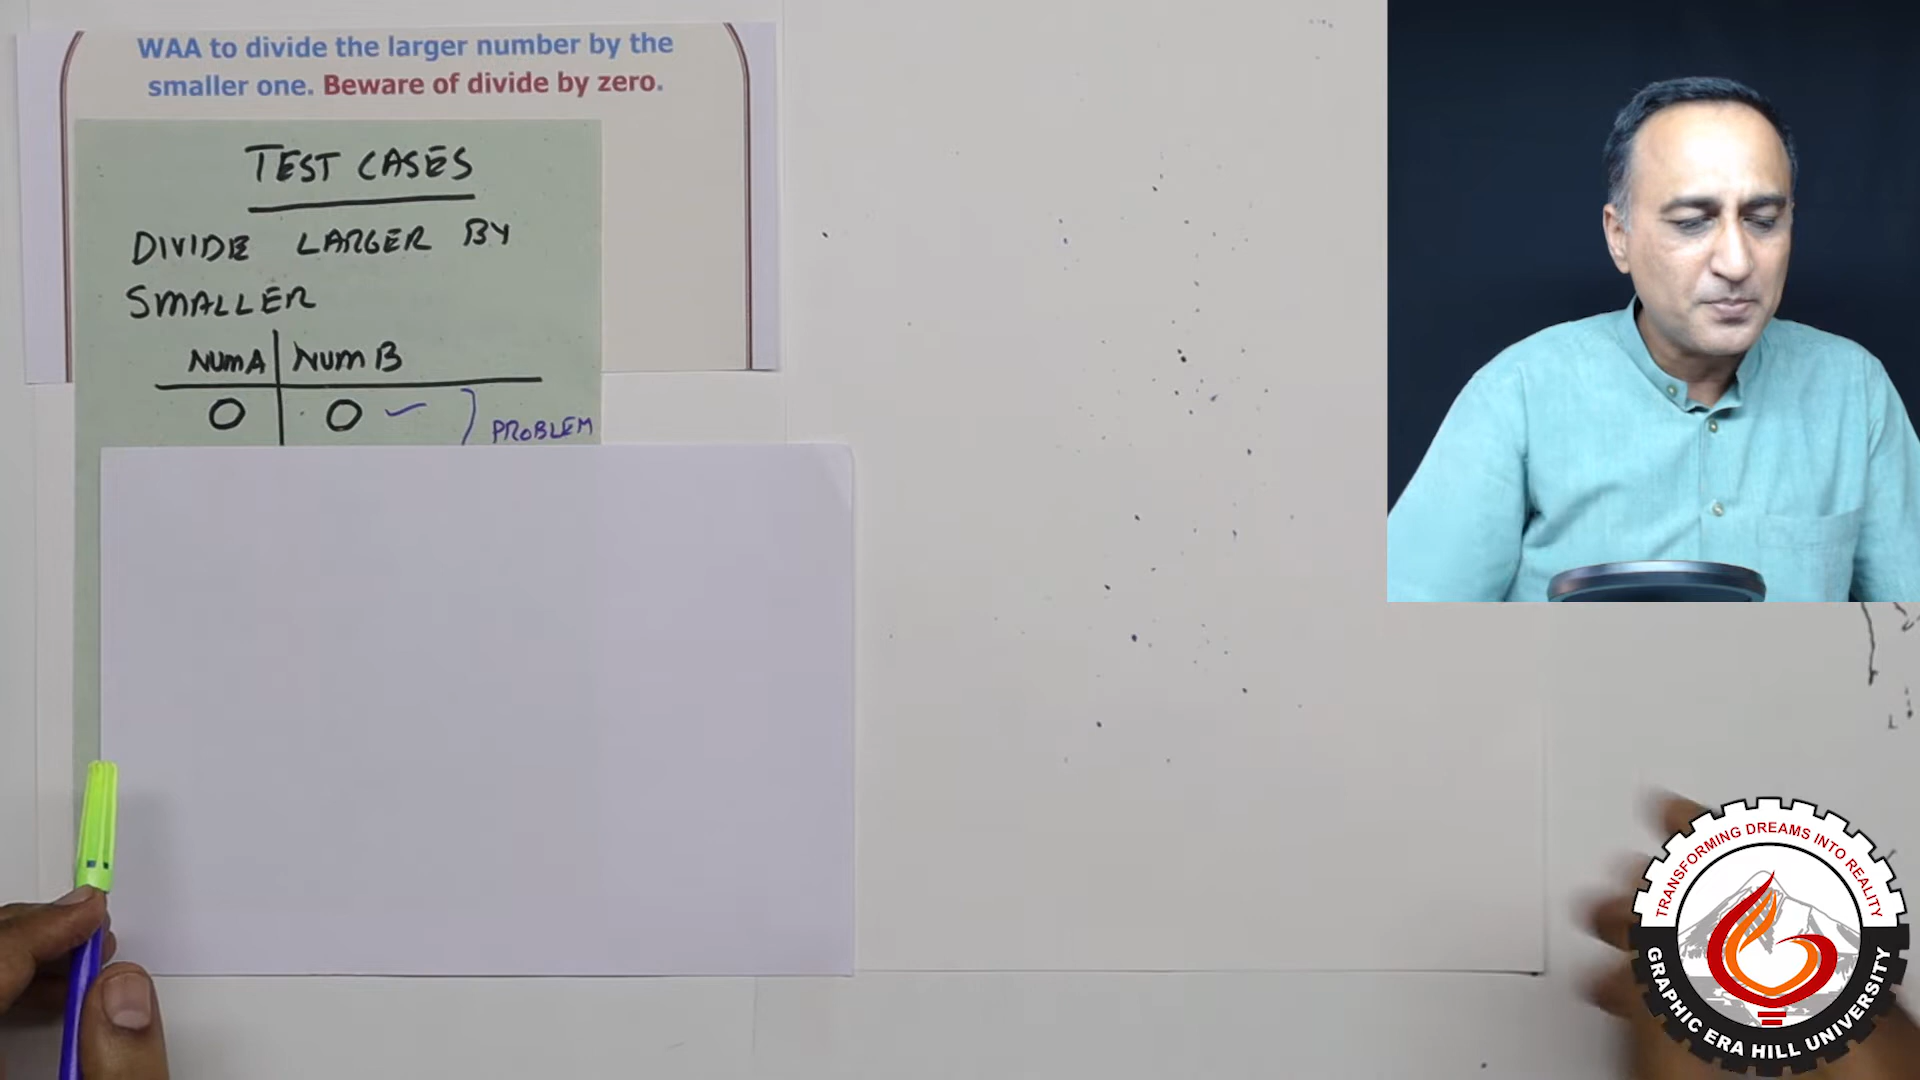 WAA to divide the larger number by the
smaller one. Beware of divide by zero.
TEST CASES
DIVIDE LARGER BY
SMALLER
NUMA NUMB
0 0 ✓ PROBLEM
TRANSFORMING DREAMS INTO REALITY
GRAPHIC ERA HILL UNIVERSITY